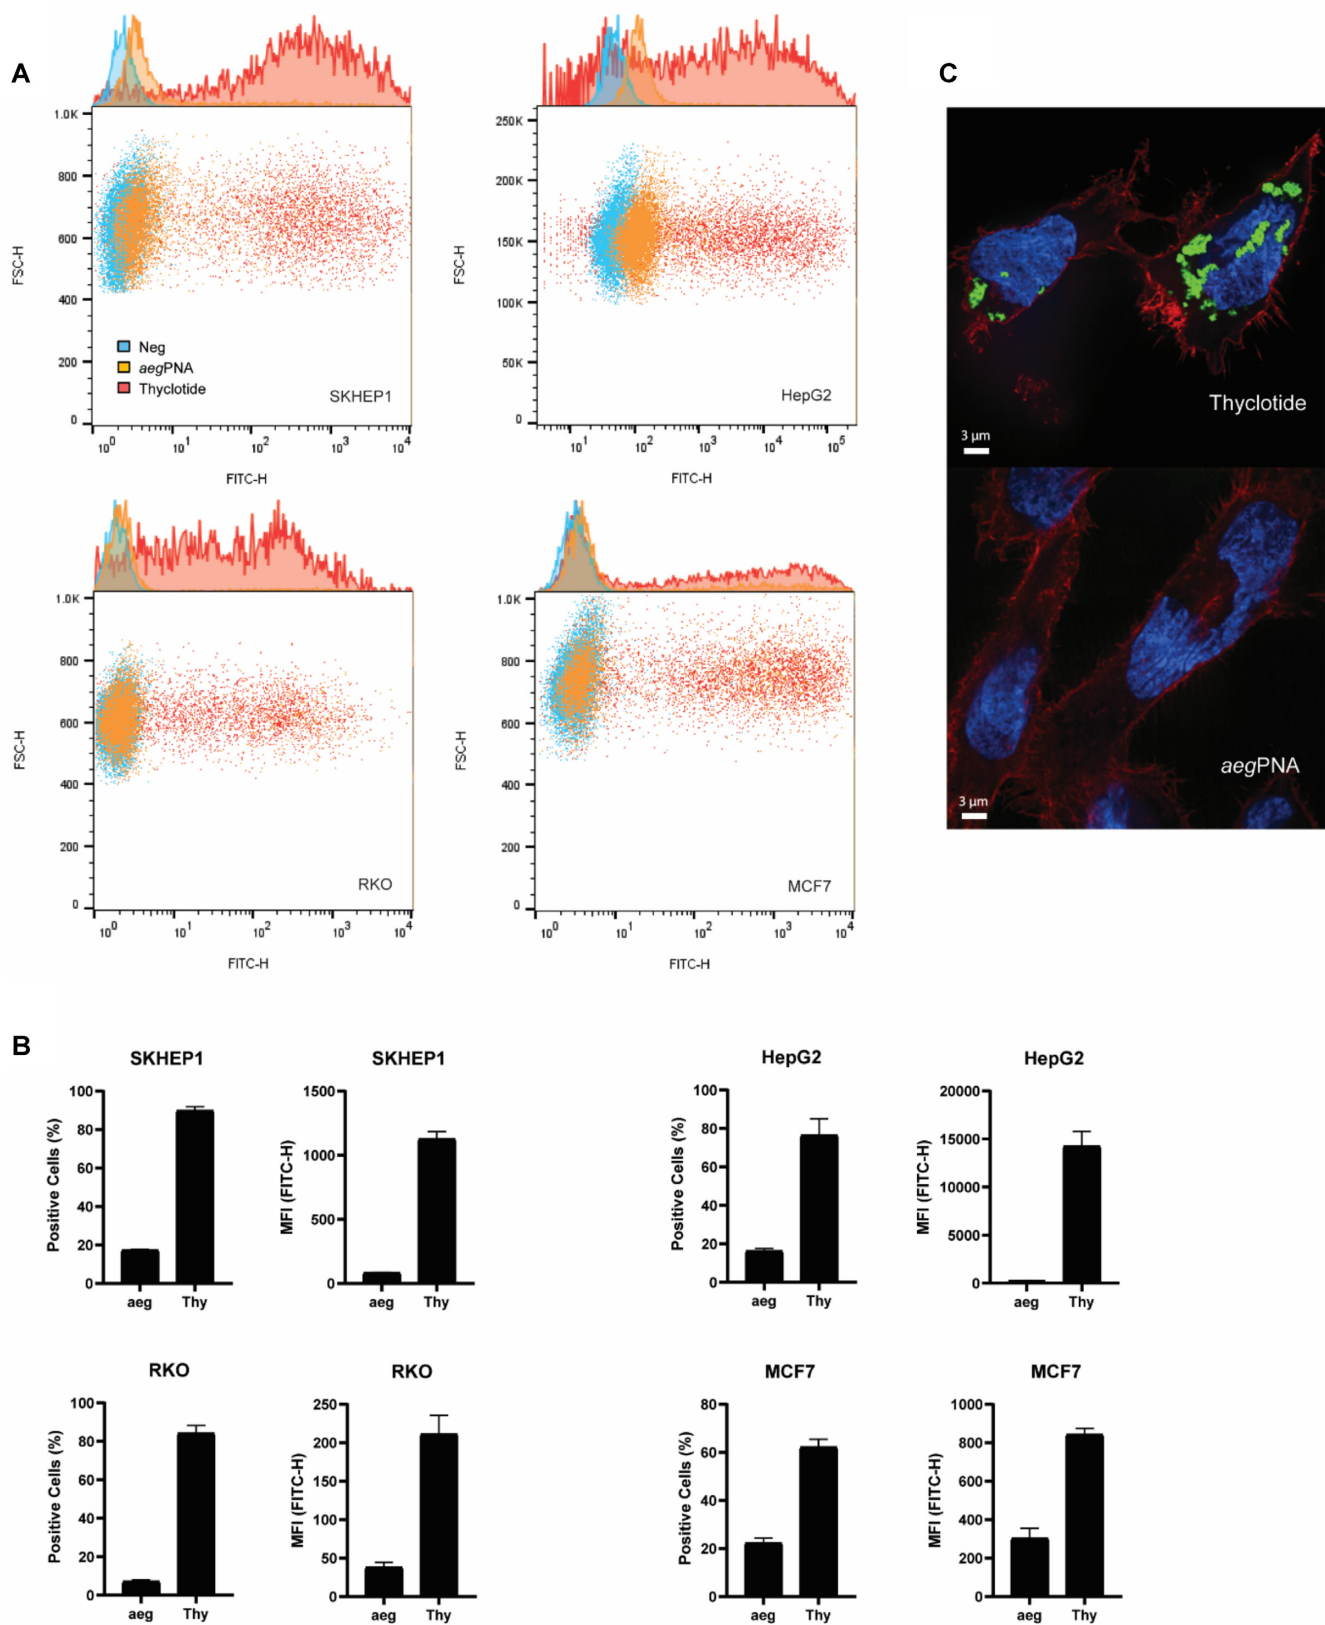 A
1.0K
800
600
400
200
0
FSC-H
Neg
aegPNA
Thyclotide
SKHEP1
10^0 10^1 10^2 10^3 10^4
FITC-H
250K
200K
150K
100K
50K
0
FSC-H
HepG2
10^1 10^2 10^3 10^4 10^5
FITC-H
1.0K
800
600
400
200
0
FSC-H
RKO
10^0 10^1 10^2 10^3 10^4
FITC-H
1.0K
800
600
400
200
0
FSC-H
MCF7
10^0 10^1 10^2 10^3 10^4
FITC-H
C
Thyclotide
3 µm
aegPNA
3 µm
B
SKHEP1
100
80
60
40
20
0
Positive Cells (%)
aeg Thy
SKHEP1
1500
1000
500
0
MFI (FITC-H)
aeg Thy
HepG2
100
80
60
40
20
0
Positive Cells (%)
aeg Thy
HepG2
20000
15000
10000
5000
0
MFI (FITC-H)
aeg Thy
RKO
100
80
60
40
20
0
Positive Cells (%)
aeg Thy
RKO
250
200
150
100
50
0
MFI (FITC-H)
aeg Thy
MCF7
80
60
40
20
0
Positive Cells (%)
aeg Thy
MCF7
1000
800
600
400
200
0
MFI (FITC-H)
aeg Thy